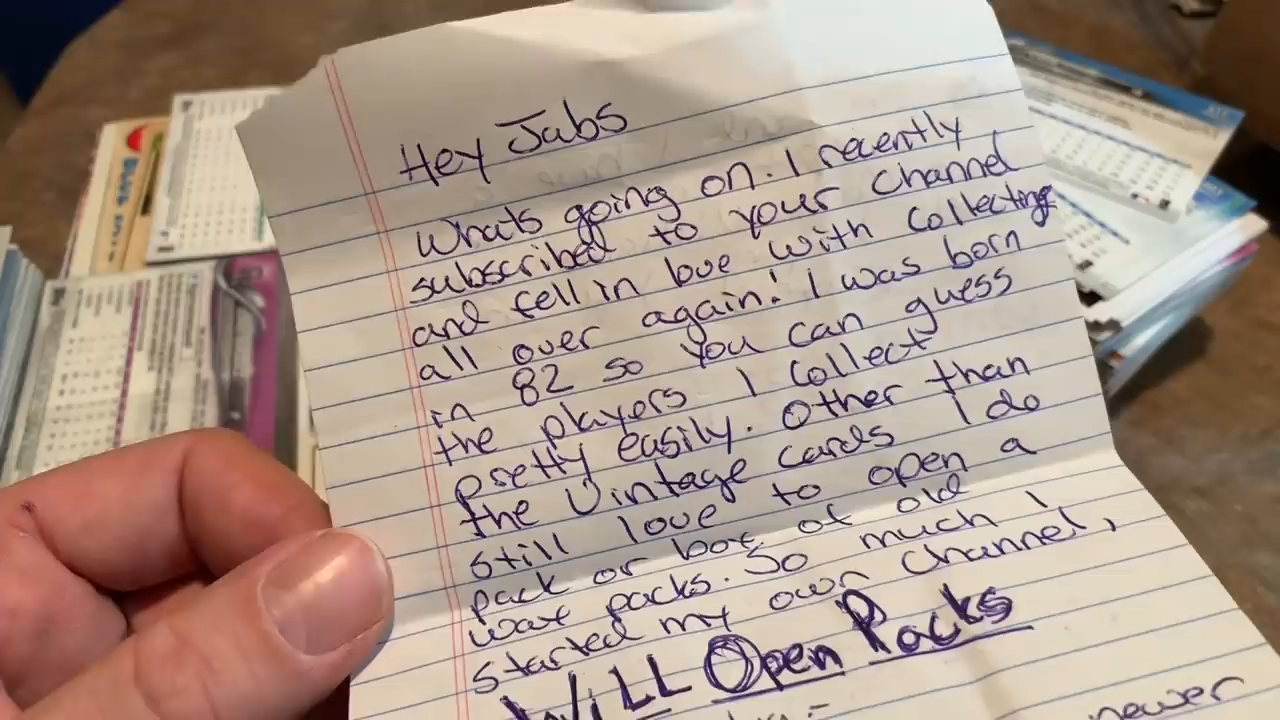 Hey Jabs
Whats going on. I recently
subscribed to your channel
and fell in love with collecting
all over again! I was born
in 82 so you can guess
the players I collect
pretty easily. Other than
the Vintage cards I do
still love to open a
pack or box of old
wax packs. So much I
started my own channel,
WiLL Open Packs
newer